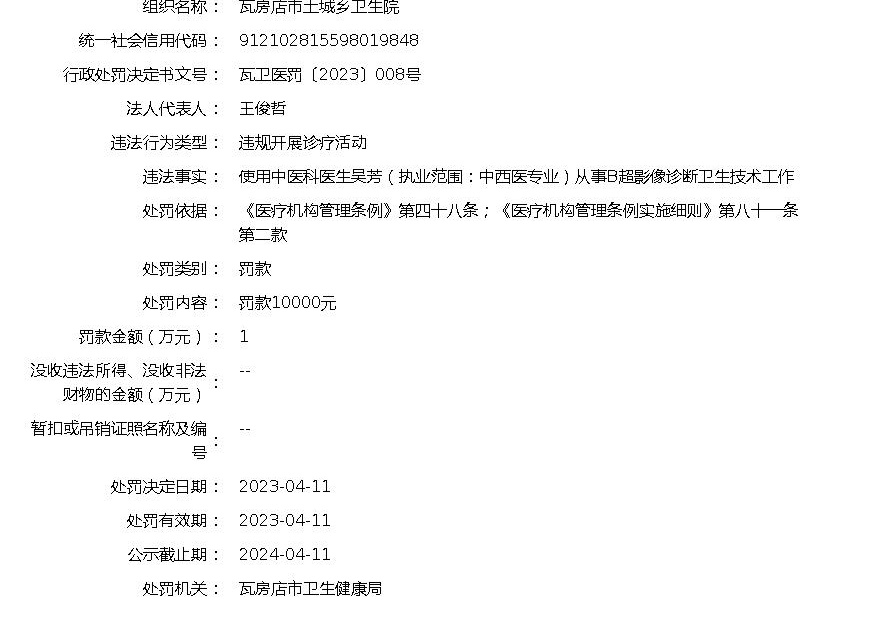 组织名称： 瓦房店市土城乡卫生院
统一社会信用代码： 912102815598019848
行政处罚决定书文号： 瓦卫医罚〔2023〕008号
法人代表人： 王俊哲
违法行为类型： 违规开展诊疗活动
违法事实： 使用中医科医生吴芳（执业范围：中西医专业）从事B超影像诊断卫生技术工作
处罚依据： 《医疗机构管理条例》第四十八条；《医疗机构管理条例实施细则》第八十一条
第二款
处罚类别： 罚款
处罚内容： 罚款10000元
罚款金额（万元）： 1
没收违法所得、没收非法
财物的金额（万元）： --
暂扣或吊销证照名称及编
号： --
处罚决定日期： 2023-04-11
处罚有效期： 2023-04-11
公示截止期： 2024-04-11
处罚机关： 瓦房店市卫生健康局